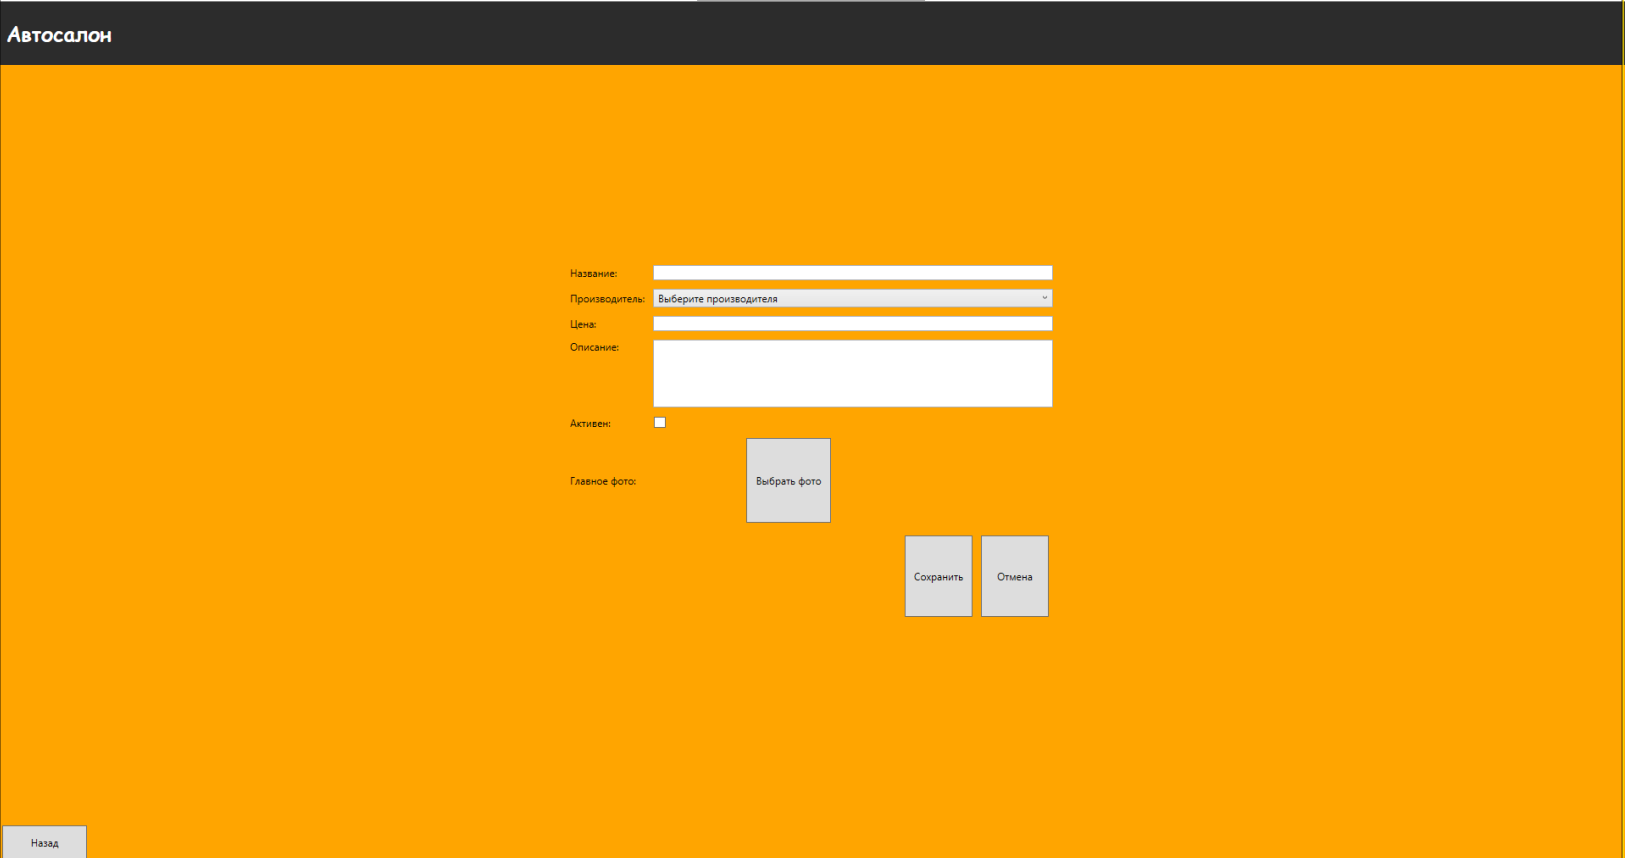 Автосалон
Название:
Производитель: Выберите производителя
Цена:
Описание:
Активен:
Главное фото: Выбрать фото
Сохранить Отмена
Назад